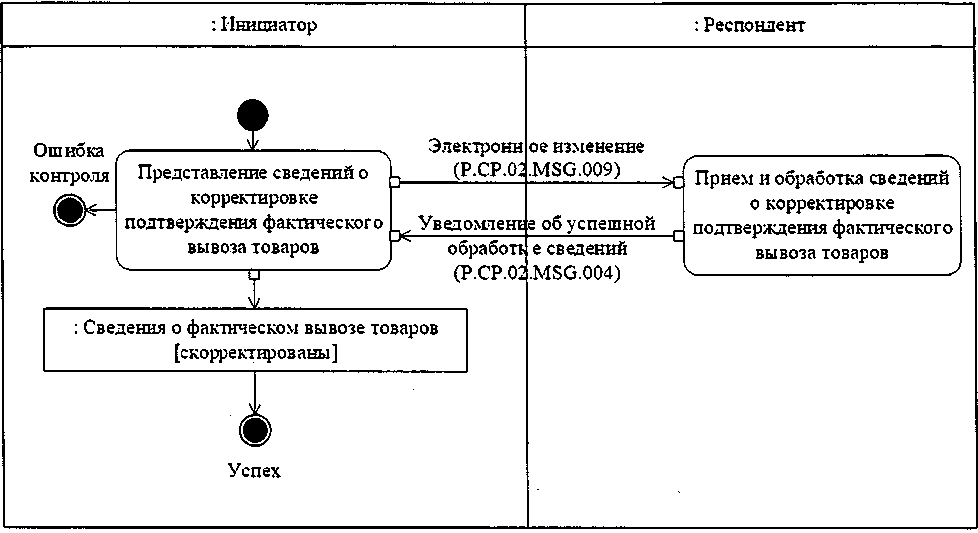 : Инициатор
: Респондент
Ошибка
контроля
Представление сведений о
корректировке
подтверждения фактического
вывоза товаров
Электронное изменение
(P.CP.02.MSG.009)
Уведомление об успешной
обработке сведений
(P.CP.02.MSG.004)
Прием и обработка сведений
о корректировке
подтверждения фактического
вывоза товаров
: Сведения о фактическом вывозе товаров
[скорректированы]
Успех